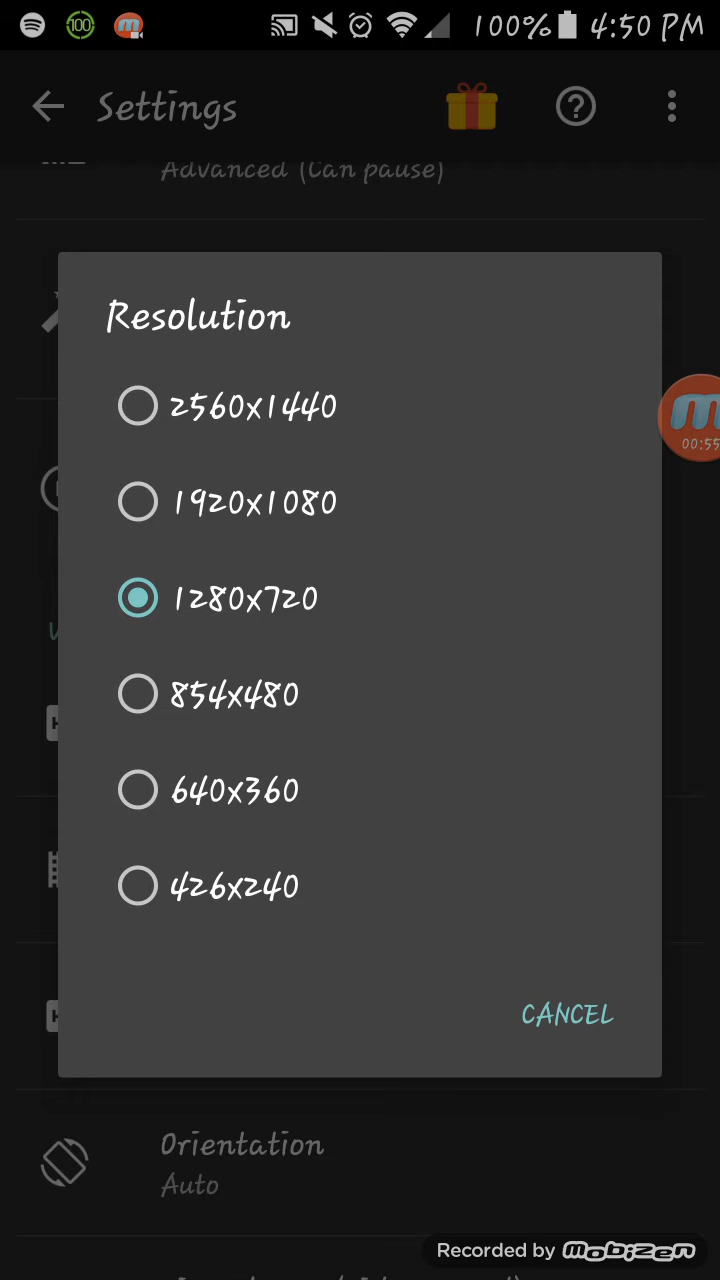 100% 4:50 PM
100
Settings
Advanced (Can pause)
Resolution
2560x1440
1920x1080
00:55
1280x720
854x480
640x360
426x240
CANCEL
Orientation
Auto
Recorded by mobizen